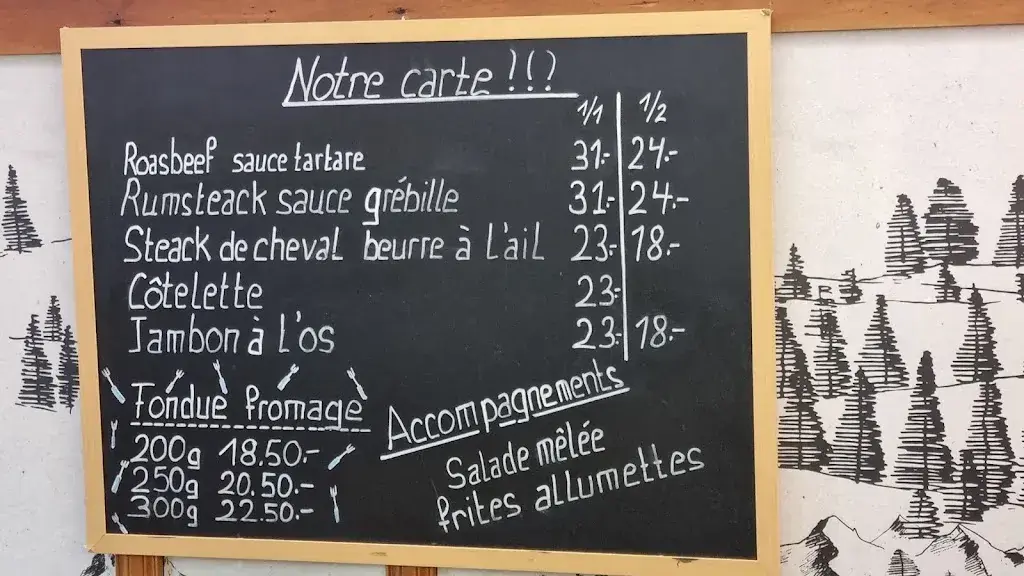 Notre carte !!?
1/1 1/2
Roasbeef sauce tartare 31.- 24.-
Rumsteack sauce grébille 31.- 24.-
Steack de cheval beurre à l'ail 23.- 18.-
Côtelette 23.-
Jambon à l'os 23.- 18.-
Fondue fromage
200g 18.50.-
250g 20.50.-
300g 22.50.-
Accompagnements
Salade mêlée
frites allumettes